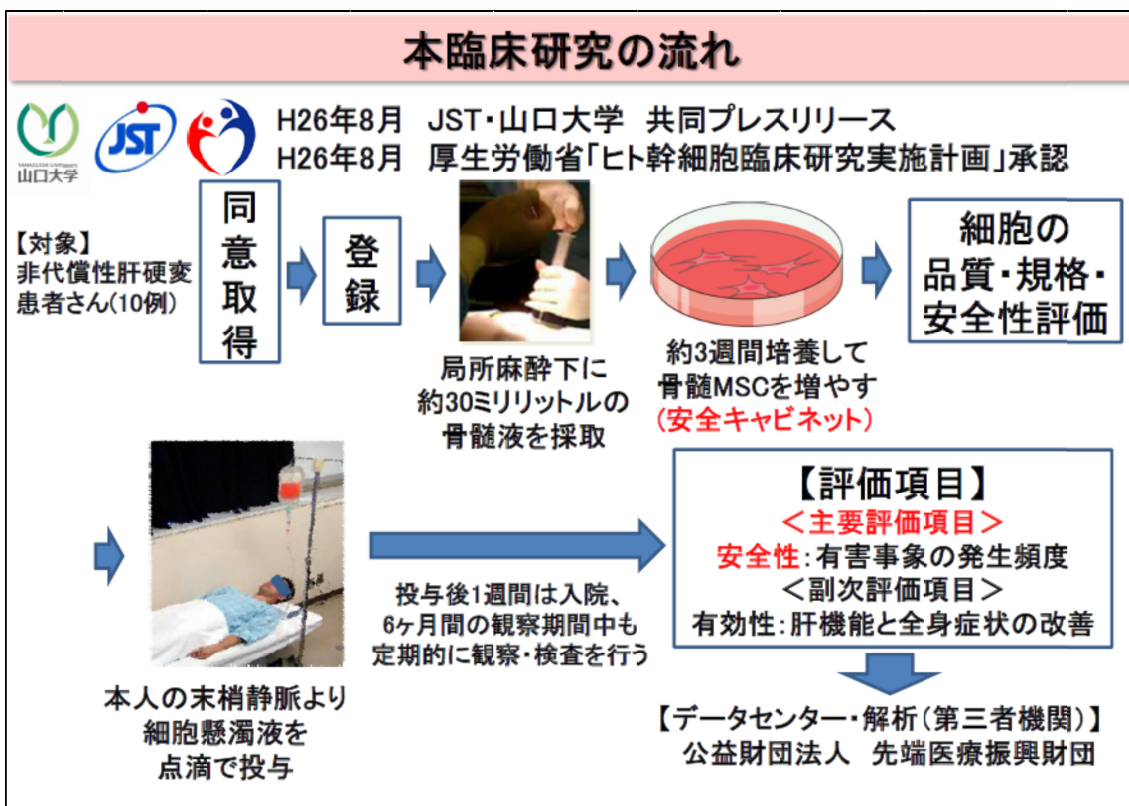 本臨床研究の流れ
YAMAGUCHI UNIVERSITY
山口大学
JST
H26年8月 JST・山口大学 共同プレスリリース
H26年8月 厚生労働省「ヒト幹細胞臨床研究実施計画」承認
【対象】
非代償性肝硬変
患者さん(10例)
同意取得
登録
局所麻酔下に
約30ミリリットルの
骨髄液を採取
約3週間培養して
骨髄MSCを増やす
(安全キャビネット)
細胞の
品質・規格・
安全性評価
本人の末梢静脈より
細胞懸濁液を
点滴で投与
投与後1週間は入院、
6ヶ月間の観察期間中も
定期的に観察・検査を行う
【評価項目】
<主要評価項目>
安全性:有害事象の発生頻度
<副次評価項目>
有効性:肝機能と全身症状の改善
【データセンター・解析(第三者機関)】
公益財団法人 先端医療振興財団